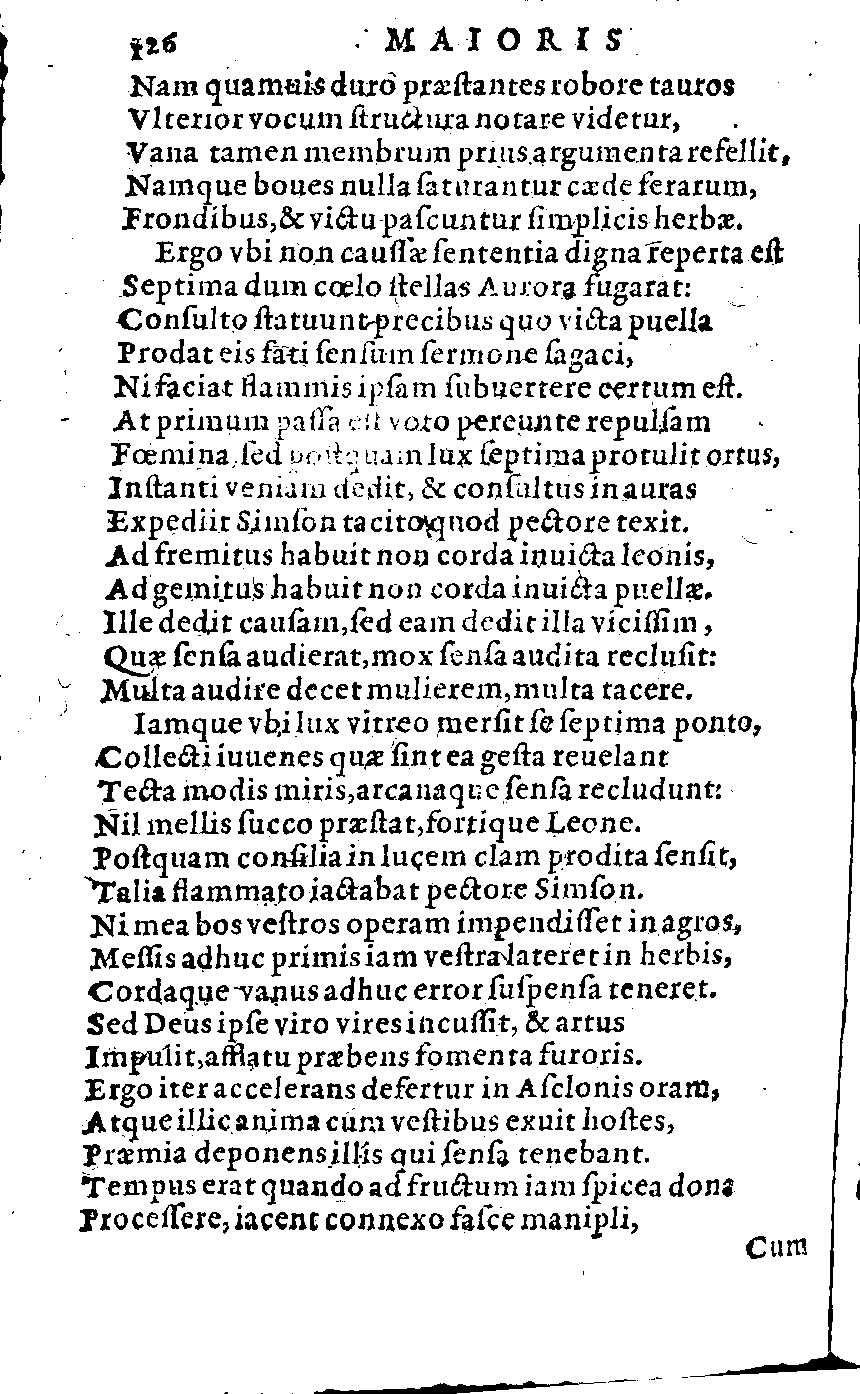 126 MAIORIS
Nam quamuis duro præſtantes robore tauros
Vlterior vocum ſtructura notare videtur,
Vana tamen membrum prius argumenta refellit,
Namque boues nulla ſaturantur cæde ferarum,
Frondibus, & victu paſcuntur ſimplicis herbæ.
Ergo vbi non cauſſæ ſententia digna reperta eſt
Septima dum cœlo ſtellas Aurora fugarat:
Conſulto ſtatuunt precibus quo victa puella
Prodat eis fati ſenſum ſermone ſagaci,
Ni faciat flammis ipſam ſubuertere certum eſt.
At primum paſſa eſt voto pereunte repulſam
Fœmina, ſed poſtquam lux ſeptima protulit ortus,
Inſtanti veniam dedit, & conſultus in auras
Expediit Simſon tacito quod pectore texit.
Ad fremitus habuit non corda inuicta leonis,
Ad gemitus habuit non corda inuicta puellæ.
Ille dedit cauſam, ſed eam dedit illa viciſſim,
Quæ ſenſa audierat, mox ſenſa audita recluſit:
Multa audire decet mulierem, multa tacere.
Iamque vbi lux vitreo merſit ſe ſeptima ponto,
Collecti iuuenes quæ ſint ea geſta reuelant
Tecta modis miris, arcanaque ſenſa recludunt:
Nil mellis ſucco præſtat, fortique Leone.
Poſtquam conſilia in lucem clam prodita ſenſit,
Talia flammato iactabat pectore Simſon.
Ni mea bos veſtros operam impendiſſet in agros,
Meſſis adhuc primis iam veſtra lateret in herbis,
Cordaque vanus adhuc error ſuſpenſa teneret.
Sed Deus ipſe viro vires incuſſit, & artus
Impulit, afflatu præbens fomenta furoris.
Ergo iter accelerans defertur in Aſclonis oram,
Atque illic anima cum veſtibus exuit hoſtes,
Præmia deponens illis qui ſenſa tenebant.
Tempus erat quando ad fructum iam ſpicea dona
Proceſſere, iacent connexo faſce manipli,
Cum